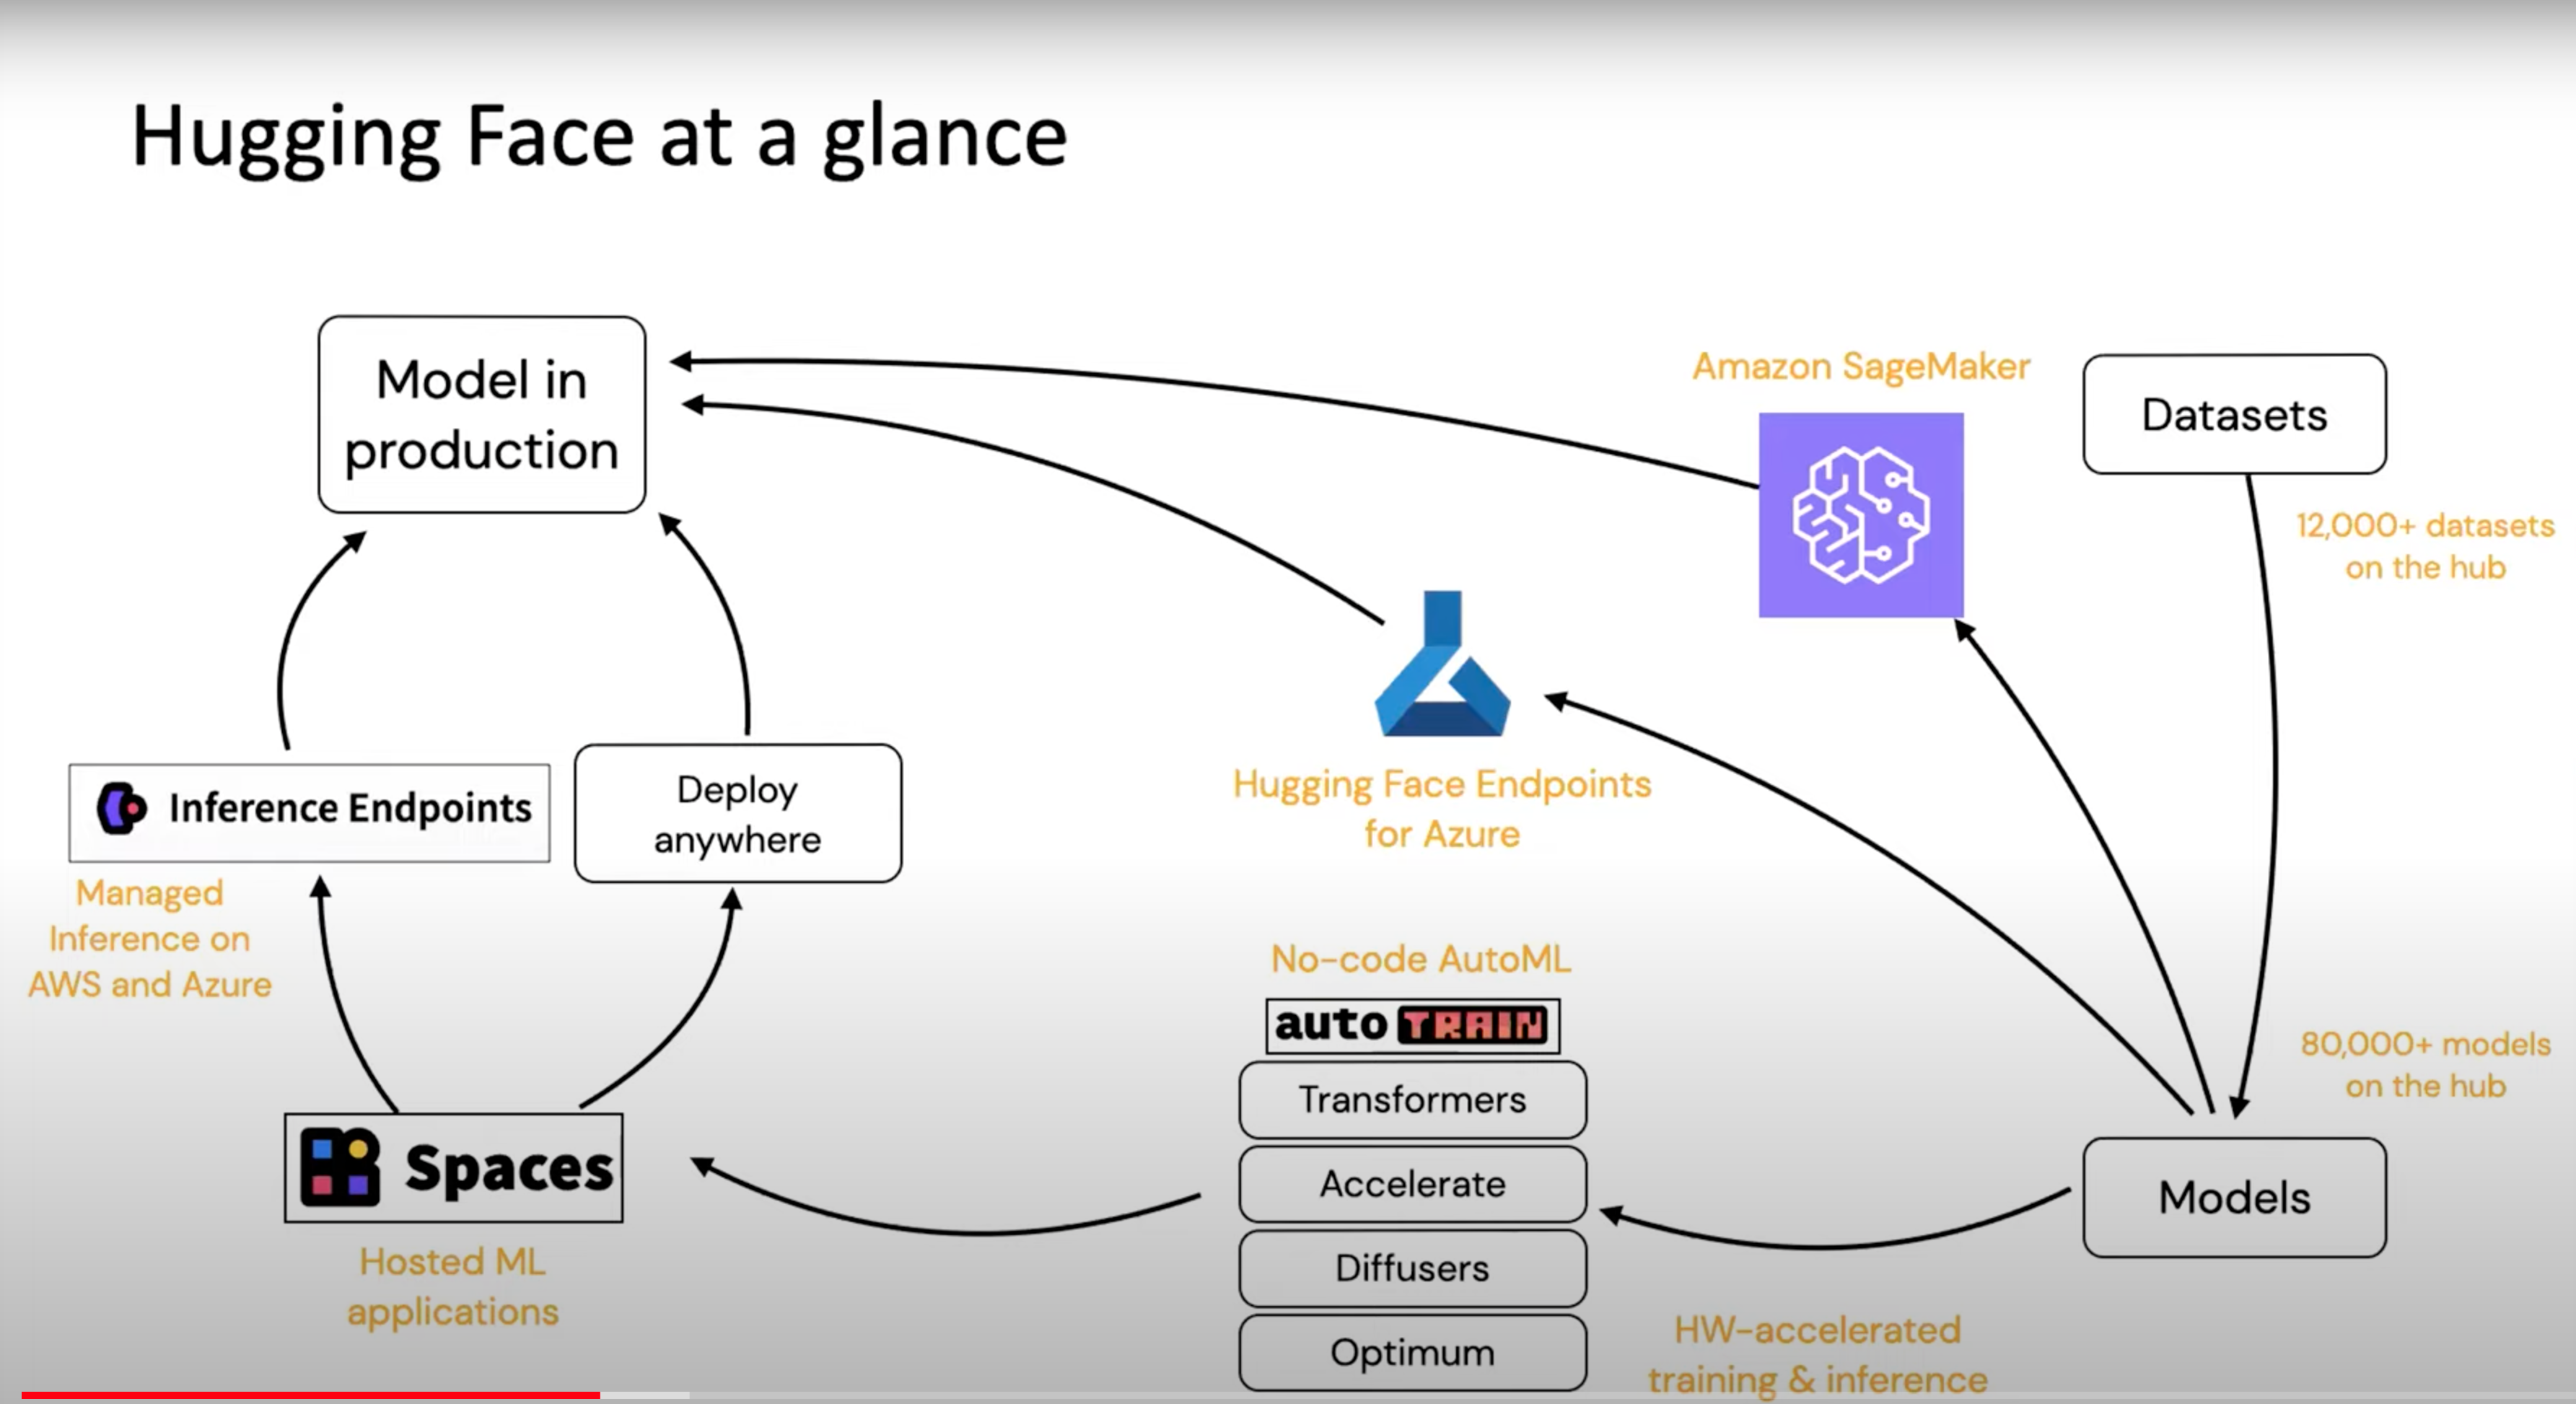 Hugging Face at a glance
Model in
production
Amazon SageMaker
Datasets
12,000+ datasets
on the hub
Inference Endpoints
Managed
Inference on
AWS and Azure
Deploy
anywhere
Hugging Face Endpoints
for Azure
No-code AutoML
auto TRAIN
Transformers
Accelerate
Diffusers
Optimum
80,000+ models
on the hub
Models
HW-accelerated
training & inference
Spaces
Hosted ML
applications